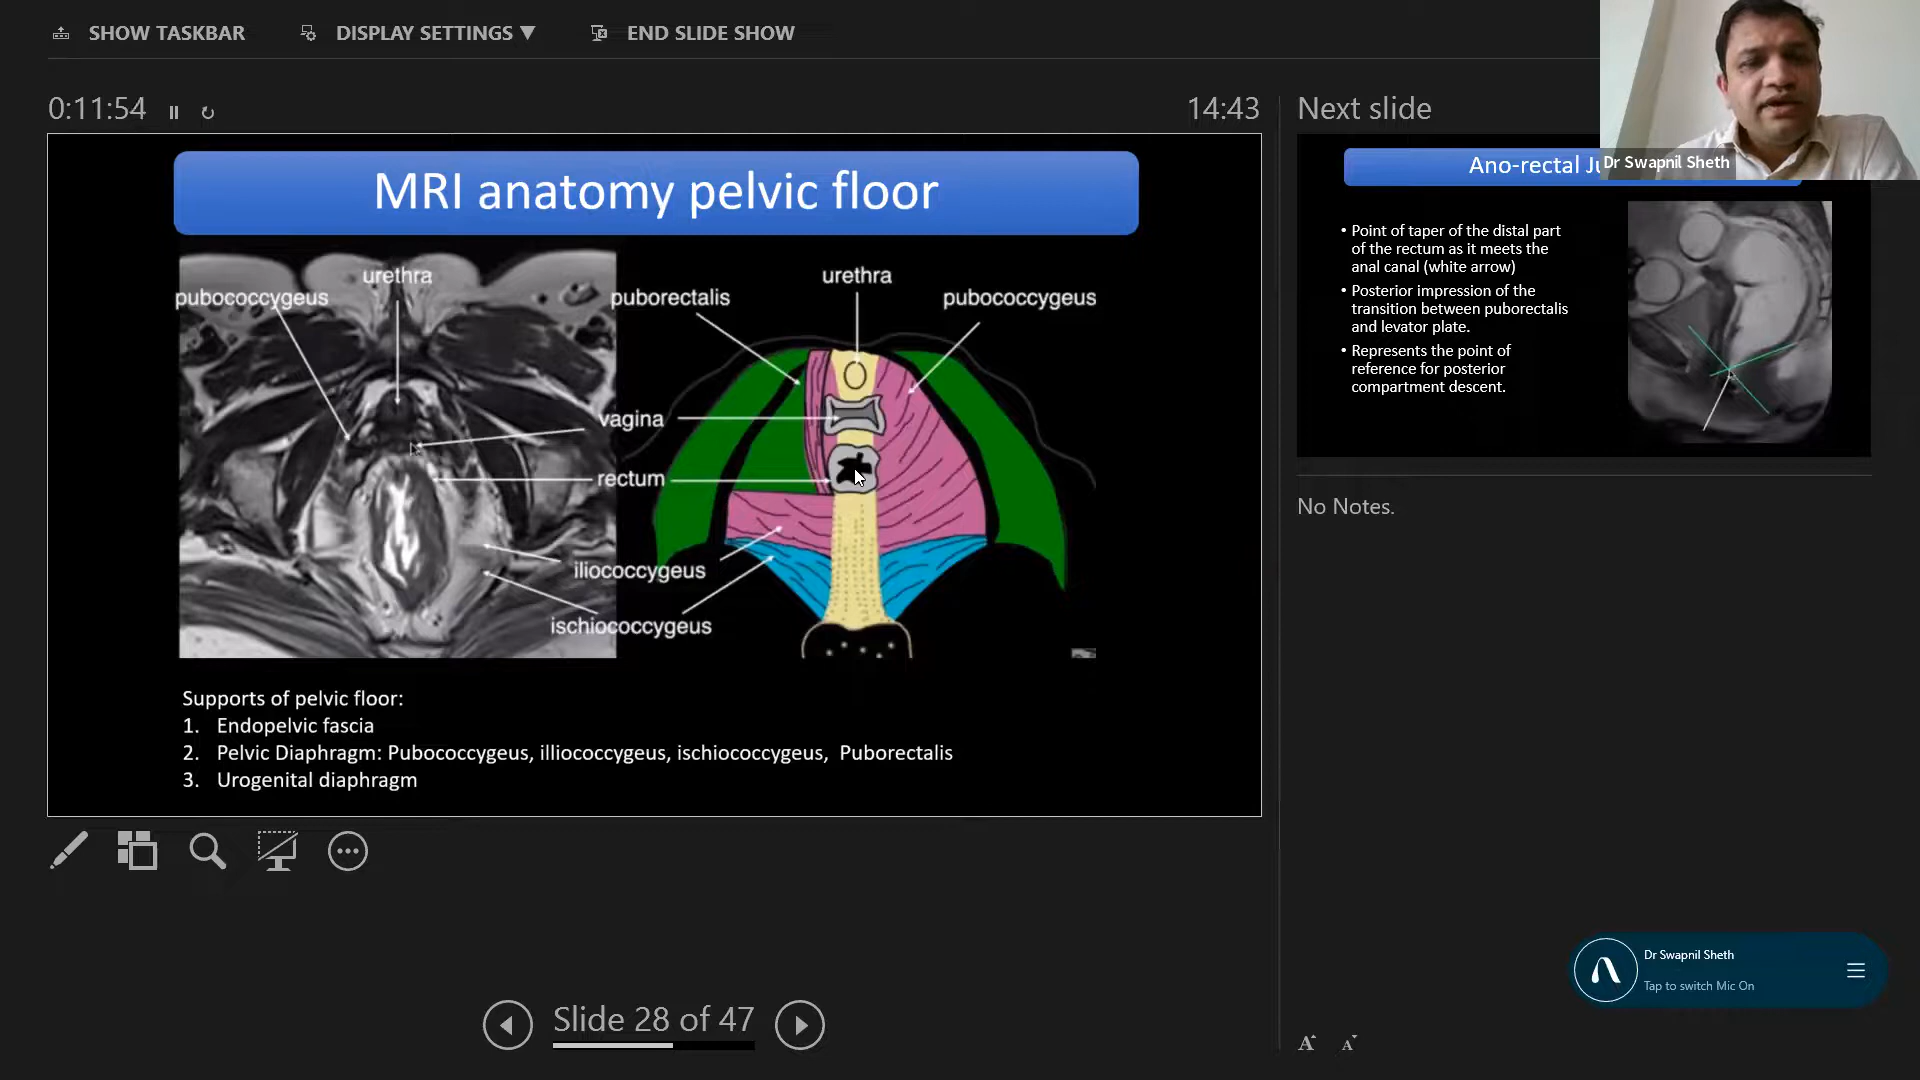 SHOW TASKBAR
DISPLAY SETTINGS ▼
END SLIDE SHOW
0:11:54
14:43
Next slide
MRI anatomy pelvic floor
urethra
pubococcygeus
puborectalis
urethra
pubococcygeus
vagina
rectum
iliococcygeus
ischiococcygeus
Supports of pelvic floor:
1. Endopelvic fascia
2. Pelvic Diaphragm: Pubococcygeus, illiococcygeus, ischiococcygeus, Puborectalis
3. Urogenital diaphragm
Slide 28 of 47
Dr Swapnil Sheth
Ano-rectal Ju
• Point of taper of the distal part
of the rectum as it meets the
anal canal (white arrow)
• Posterior impression of the
transition between puborectalis
and levator plate.
• Represents the point of
reference for posterior
compartment descent.
No Notes.
Dr Swapnil Sheth
Tap to switch Mic On
A A